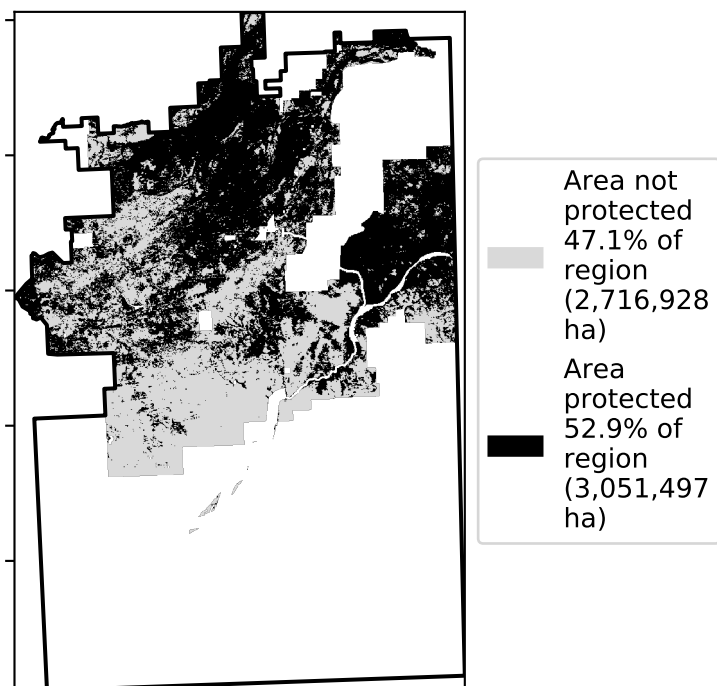 Area not
protected
47.1% of
region
(2,716,928
ha)
Area
protected
52.9% of
region
(3,051,497
ha)